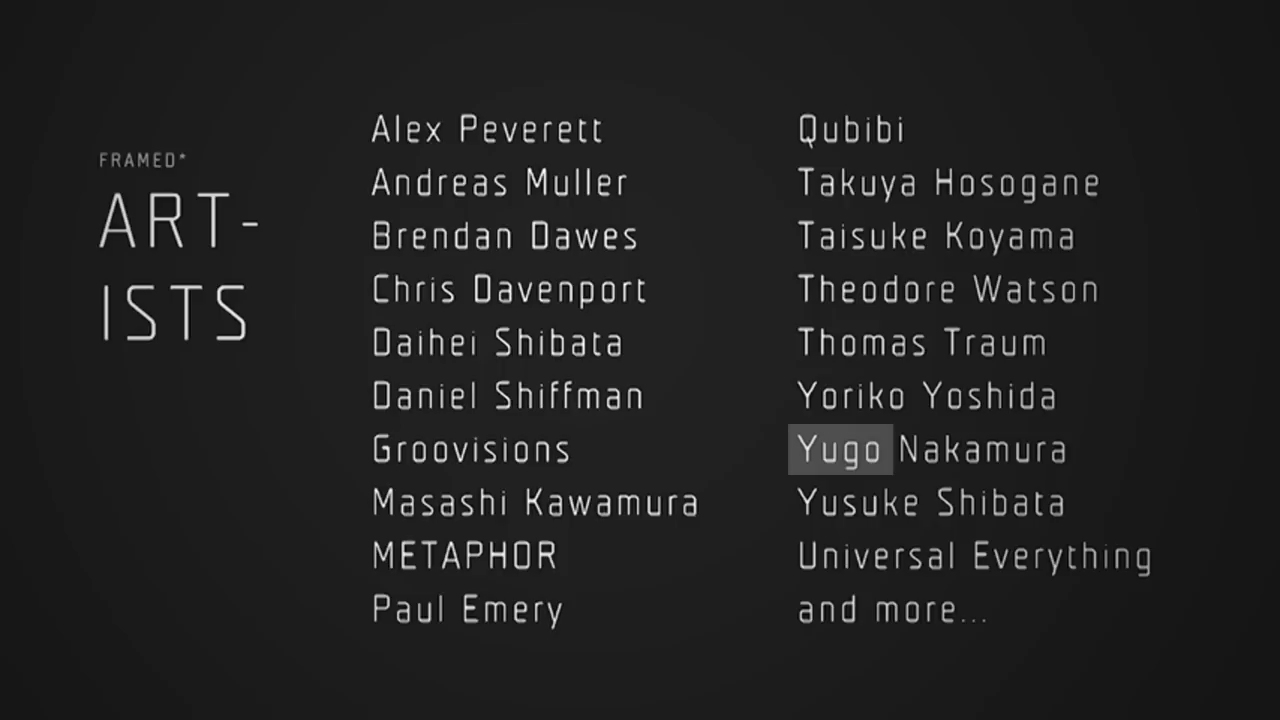 FRAMED*
ART-
ISTS
Alex Peverett
Andreas Muller
Brendan Dawes
Chris Davenport
Daihei Shibata
Daniel Shiffman
Groovisions
Masashi Kawamura
METAPHOR
Paul Emery
Qubibi
Takuya Hosogane
Taisuke Koyama
Theodore Watson
Thomas Traum
Yoriko Yoshida
Yugo Nakamura
Yusuke Shibata
Universal Everything
and more...